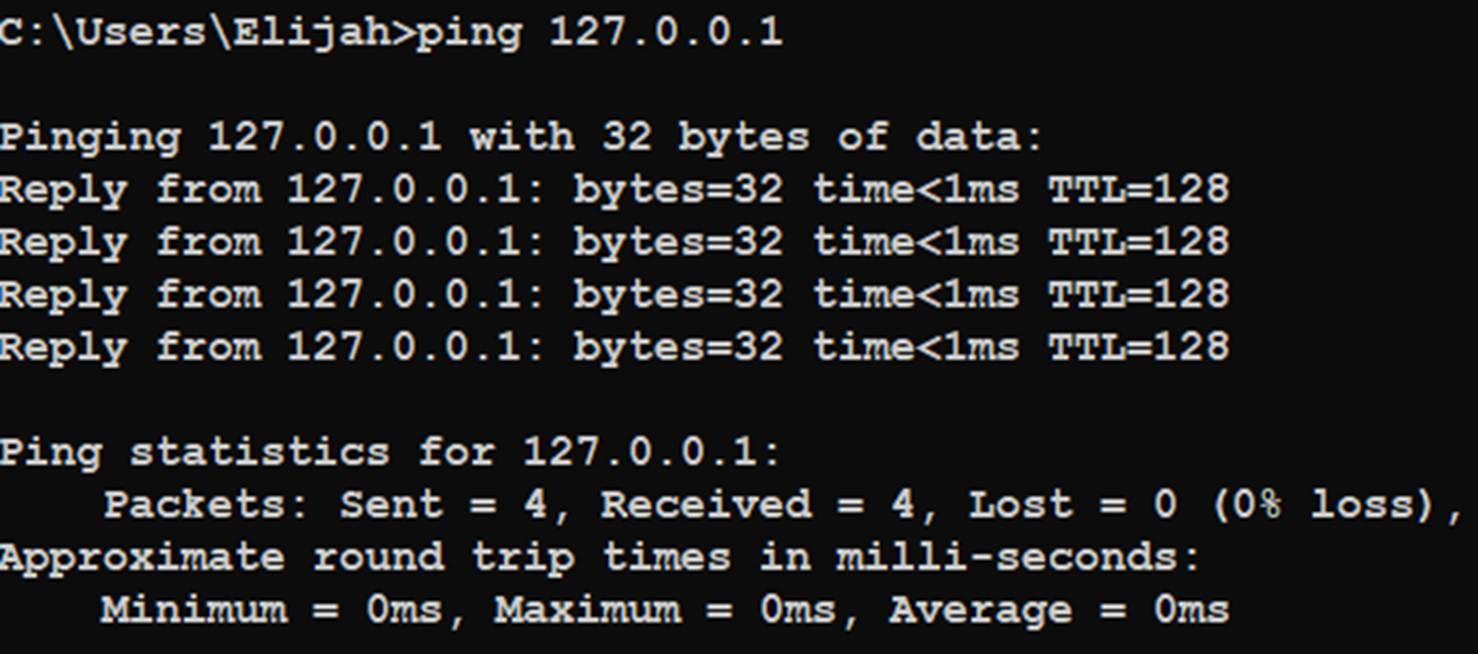 C:\Users\Elijah>ping 127.0.0.1
Pinging 127.0.0.1 with 32 bytes of data:
Reply from 127.0.0.1: bytes=32 time<1ms TTL=128
Reply from 127.0.0.1: bytes=32 time<1ms TTL=128
Reply from 127.0.0.1: bytes=32 time<1ms TTL=128
Reply from 127.0.0.1: bytes=32 time<1ms TTL=128
Ping statistics for 127.0.0.1:
    Packets: Sent = 4, Received = 4, Lost = 0 (0% loss),
Approximate round trip times in milli-seconds:
    Minimum = 0ms, Maximum = 0ms, Average = 0ms